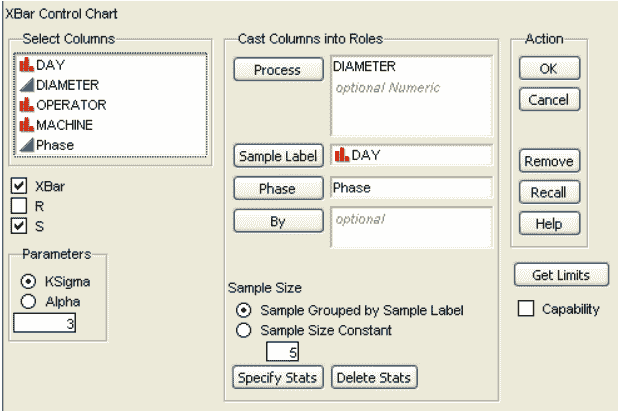 XBar Control Chart
Select Columns
DAY
DIAMETER
OPERATOR
MACHINE
Phase
XBar
R
S
Parameters
KSigma
Alpha
3
Cast Columns into Roles
Process
DIAMETER
optional Numeric
Sample Label
DAY
Phase
Phase
By
optional
Sample Size
Sample Grouped by Sample Label
Sample Size Constant
5
Specify Stats
Delete Stats
Action
OK
Cancel
Remove
Recall
Help
Get Limits
Capability